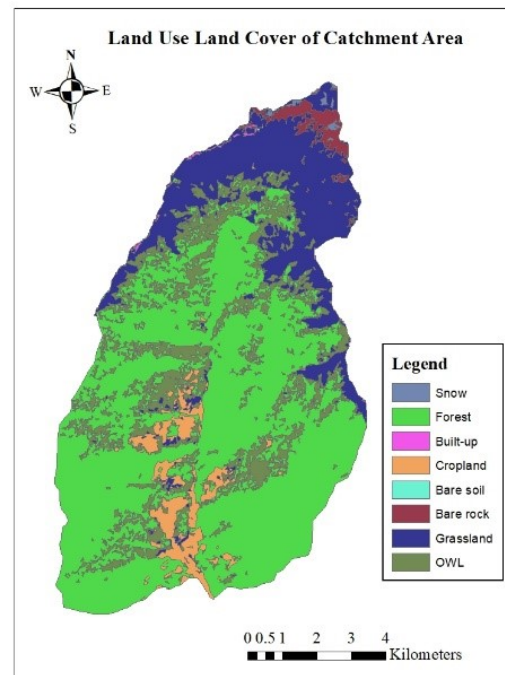 Land Use Land Cover of Catchment Area
N
W E
S
Legend
Snow
Forest
Built-up
Cropland
Bare soil
Bare rock
Grassland
OWL
0 0.5 1 2 3 4
Kilometers